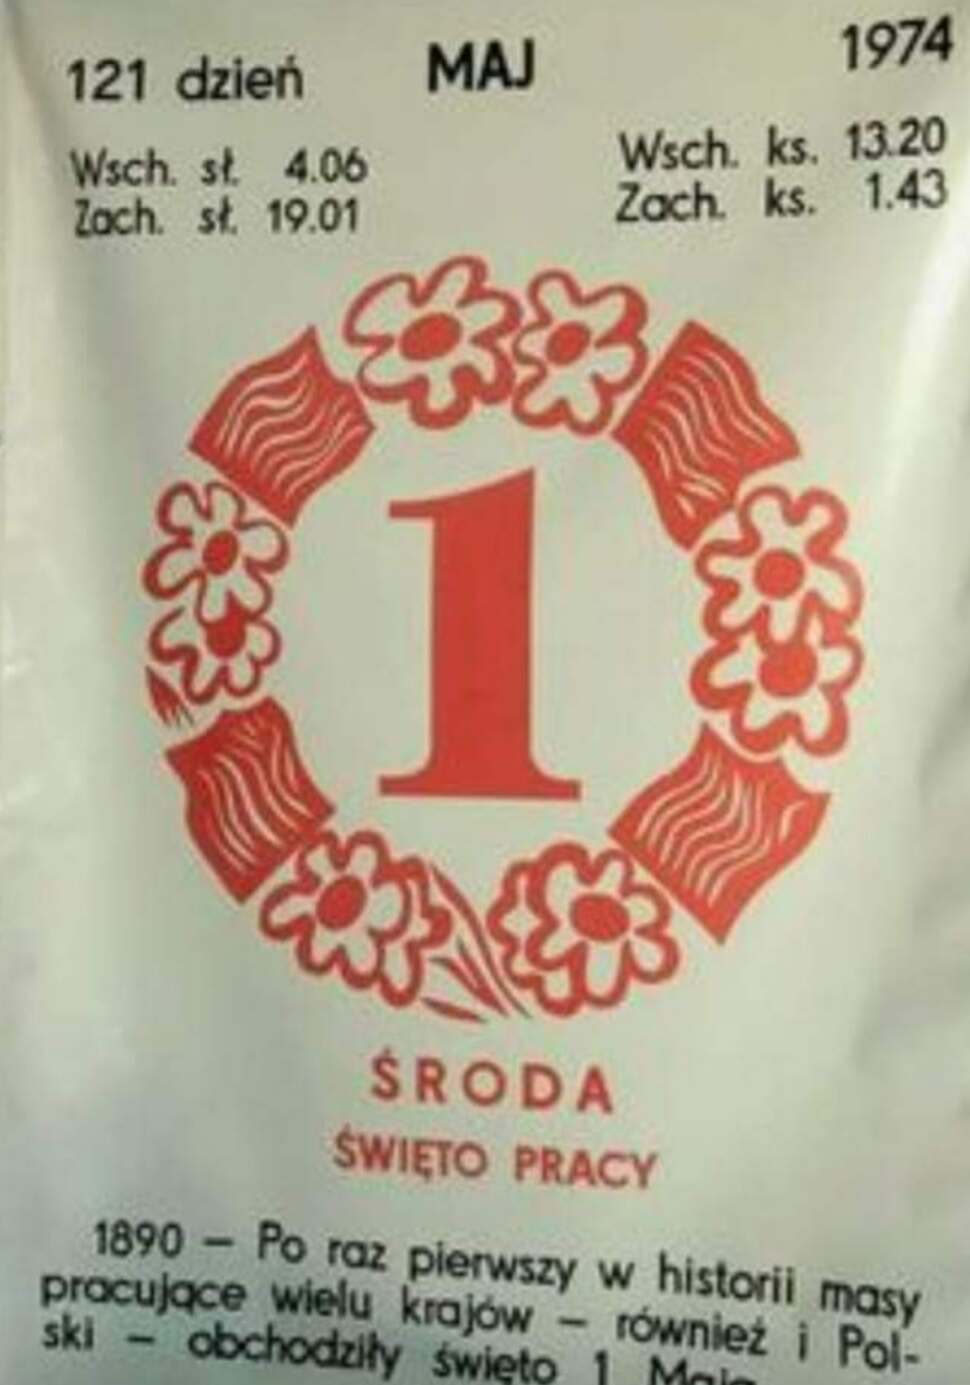 121 dzień MAJ 1974
Wsch. sł. 4.06 Wsch. ks. 13.20
Zach. sł. 19.01 Zach. ks. 1.43
1
ŚRODA
ŚWIĘTO PRACY
1890 – Po raz pierwszy w historii masy
pracujące wielu krajów – również i Pol-
ski – obchodziły święto 1 Maja